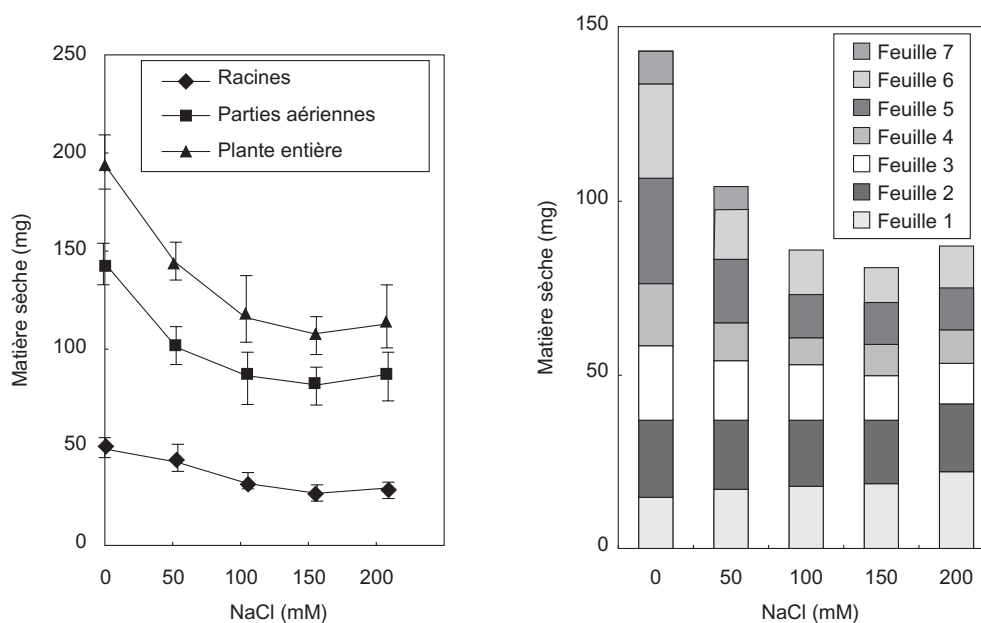 250
200
150
100
50
0
Matière sèche (mg)
Racines
Parties aériennes
Plante entière
0 50 100 150 200
NaCl (mM)
150
100
50
0
Matière sèche (mg)
Feuille 7
Feuille 6
Feuille 5
Feuille 4
Feuille 3
Feuille 2
Feuille 1
0 50 100 150 200
NaCl (mM)